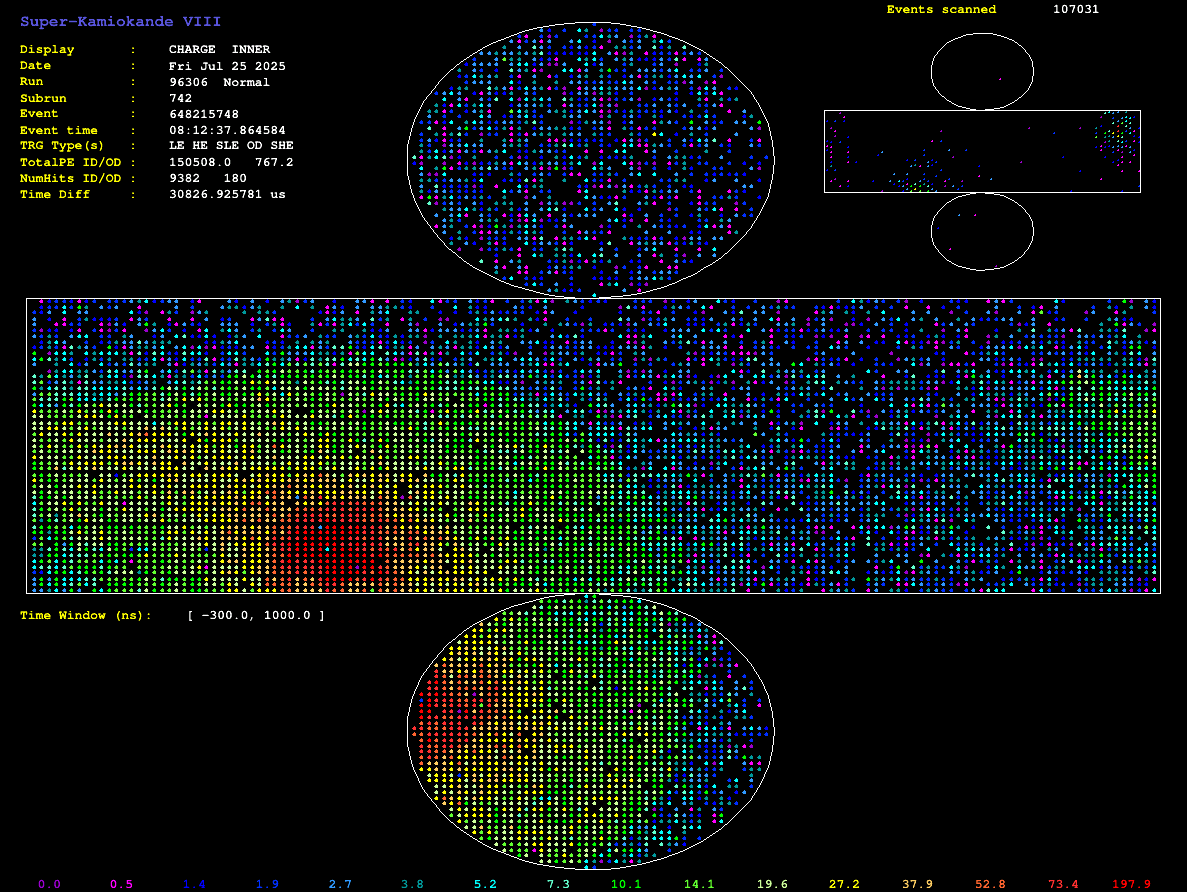 Super-Kamiokande VIII
Events scanned 107031
Display : CHARGE INNER
Date : Fri Jul 25 2025
Run : 96306 Normal
Subrun : 742
Event : 648215748
Event time : 08:12:37.864584
TRG Type(s) : LE HE SLE OD SHE
TotalPE ID/OD : 150508.0 767.2
NumHits ID/OD : 9382 180
Time Diff : 30826.925781 us
Time Window (ns): [ -300.0, 1000.0 ]
0.0 0.5 1.4 1.9 2.7 3.8 5.2 7.3 10.1 14.1 19.6 27.2 37.9 52.8 73.4 197.9